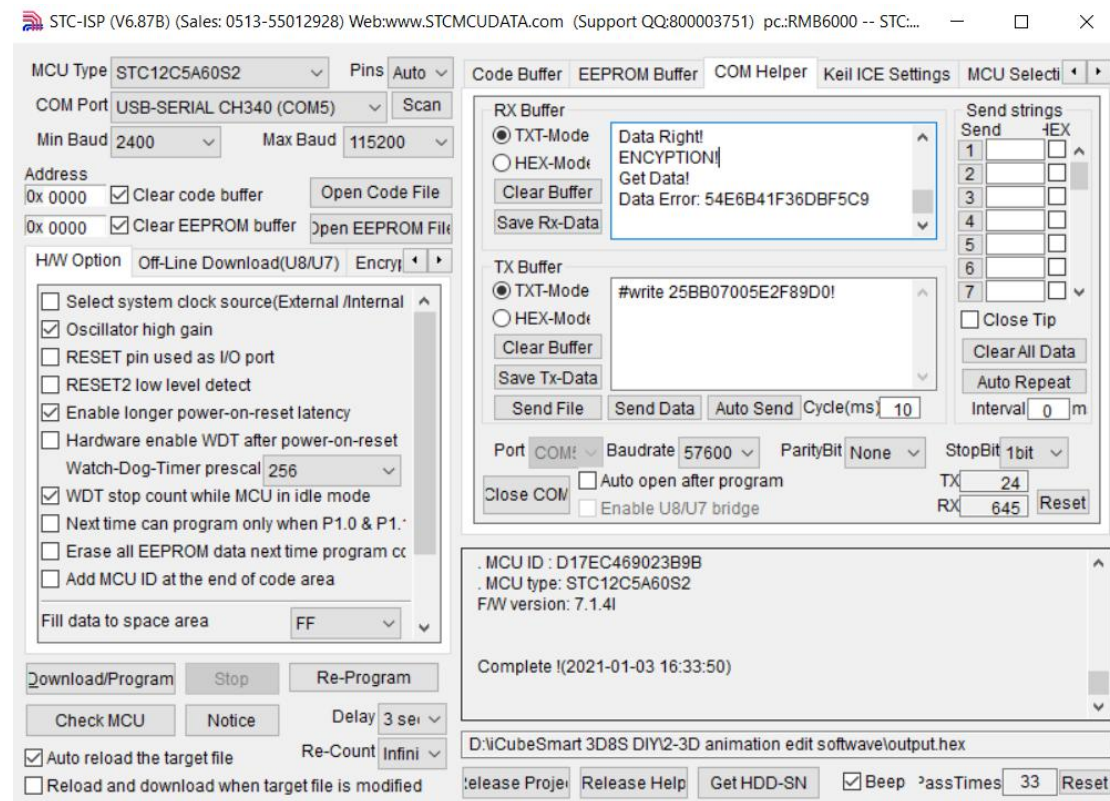 STC-ISP (V6.87B) (Sales: 0513-55012928) Web:www.STCMCUDATA.com (Support QQ:800003751) pc.:RMB6000 -- STC:...
MCU Type STC12C5A60S2 Pins Auto
COM Port USB-SERIAL CH340 (COM5) Scan
Min Baud 2400 Max Baud 115200
Address
0x 0000 Clear code buffer Open Code File
0x 0000 Clear EEPROM buffer Open EEPROM File
H/W Option Off-Line Download(U8/U7) Encryp
Select system clock source(External /Internal
Oscillator high gain
RESET pin used as I/O port
RESET2 low level detect
Enable longer power-on-reset latency
Hardware enable WDT after power-on-reset
Watch-Dog-Timer prescal 256
WDT stop count while MCU in idle mode
Next time can program only when P1.0 & P1.
Erase all EEPROM data next time program cc
Add MCU ID at the end of code area
Fill data to space area FF
Download/Program Stop Re-Program
Check MCU Notice Delay 3 sec
Auto reload the target file Re-Count Infini
Reload and download when target file is modified
Code Buffer EEPROM Buffer COM Helper Keil ICE Settings MCU Selecti
RX Buffer
TXT-Mode
HEX-Mode
Clear Buffer
Save Rx-Data
Data Right!
ENCYPTION!
Get Data!
Data Error: 54E6B41F36DBF5C9
TX Buffer
TXT-Mode
HEX-Mode
Clear Buffer
Save Tx-Data
#write 25BB07005E2F89D0!
Send File Send Data Auto Send Cycle(ms) 10
Send strings
Send HEX
1
2
3
4
5
6
7
Close Tip
Clear All Data
Auto Repeat
Interval 0 m
Port COM5 Baudrate 57600 ParityBit None StopBit 1bit
Close COM Auto open after program TX 24
Enable U8/U7 bridge RX 645 Reset
. MCU ID : D17EC469023B9B
. MCU type: STC12C5A60S2
F/W version: 7.1.4I
Complete !(2021-01-03 16:33:50)
D:\iCubeSmart 3D8S DIY\2-3D animation edit softwave\output.hex
Release Projec Release Help Get HDD-SN Beep PassTimes 33 Reset